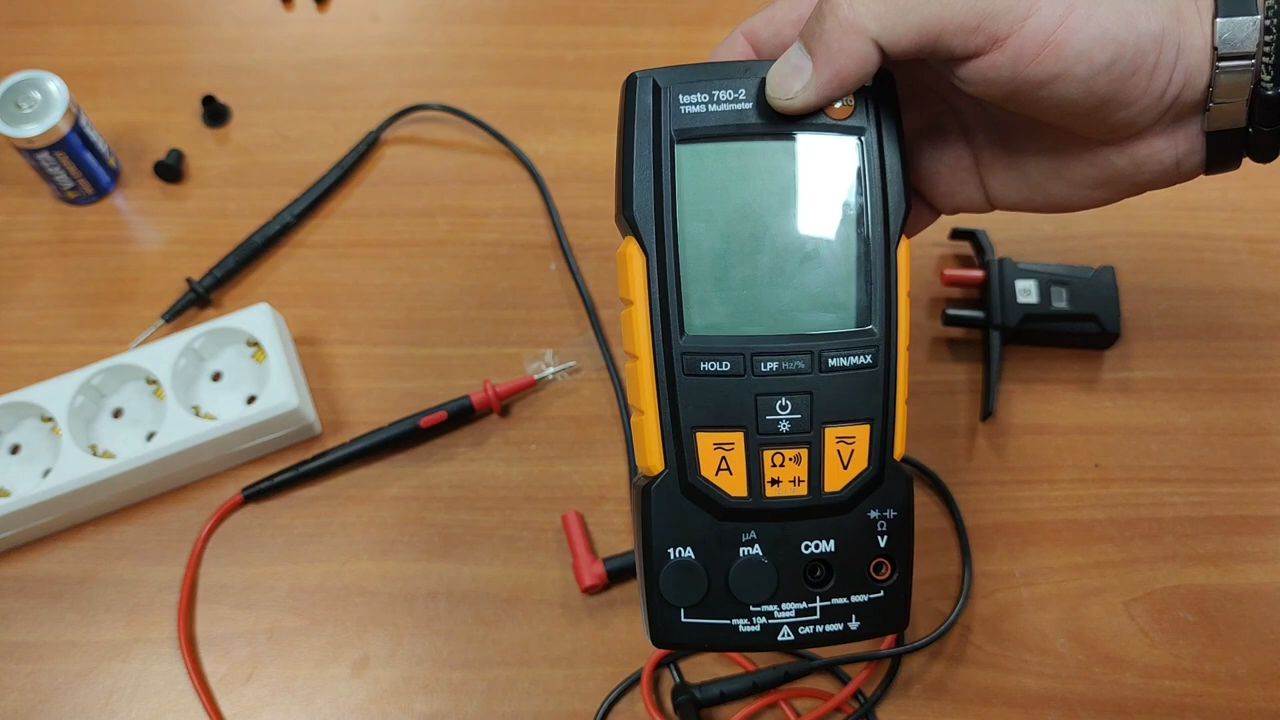 testo 760-2
TRMS Multimeter
HOLD
LPF Hz/%
MIN/MAX
A
Ω
V
10A
µA
mA
COM
Ω
V
max. 600mA
fused
max. 600V
max. 10A
fused
CAT IV 600V
VARTA